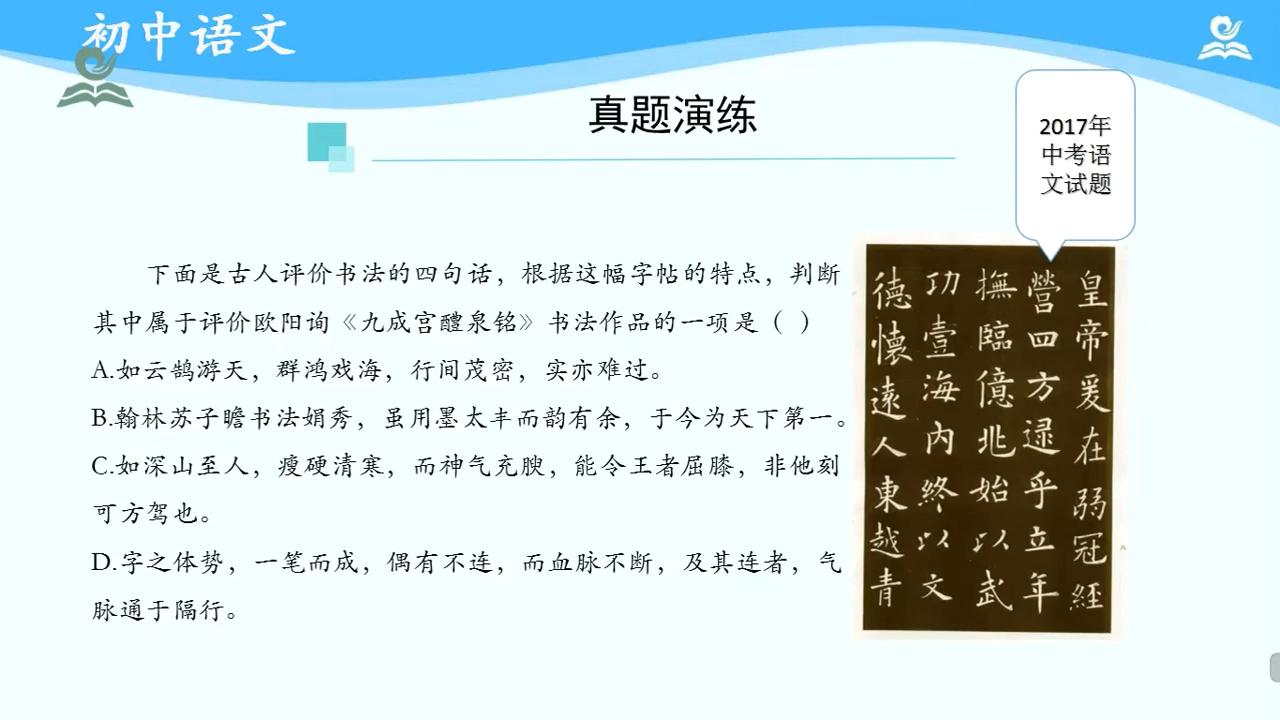 初中语文
真题演练
2017年
中考语
文试题
下面是古人评价书法的四句话，根据这幅字帖的特点，判断
其中属于评价欧阳询《九成宫醴泉铭》书法作品的一项是（ ）
A.如云鹄游天，群鸿戏海，行间茂密，实亦难过。
B.翰林苏子瞻书法娟秀，虽用墨太丰而韵有余，于今为天下第一。
C.如深山至人，瘦硬清寒，而神气充腴，能令王者屈膝，非他刻
可方驾也。
D.字之体势，一笔而成，偶有不连，而血脉不断，及其连者，气
脉通于隔行。
皇帝爰在弱冠經
營四方逯乎立年
撫臨億兆始以武
功壹海内終以文
德懷遠人東越青